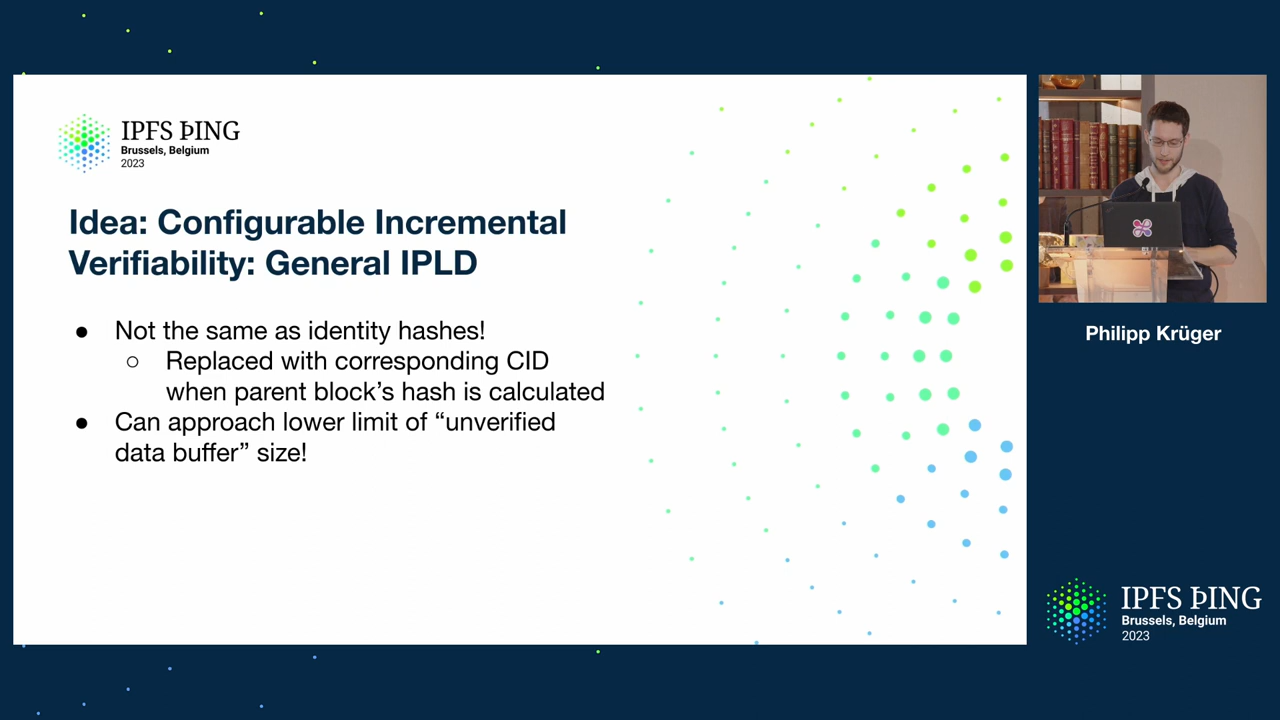 IPFS ÞING
Brussels, Belgium
2023
Idea: Configurable Incremental
Verifiability: General IPLD
● Not the same as identity hashes!
○ Replaced with corresponding CID
when parent block’s hash is calculated
● Can approach lower limit of “unverified
data buffer” size!
Philipp Krüger
IPFS ÞING
Brussels, Belgium
2023